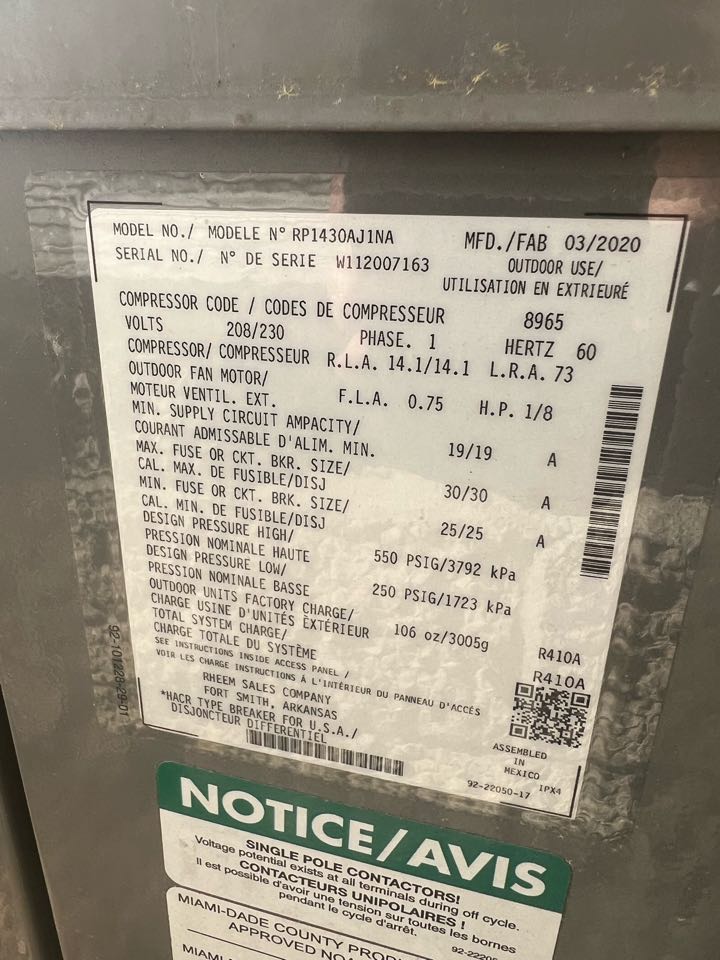 MODEL NO./ MODELE N° RP1430AJ1NA MFD./FAB 03/2020
SERIAL NO./ N° DE SERIE W112007163 OUTDOOR USE/
UTILISATION EN EXTRIEURÉ
COMPRESSOR CODE / CODES DE COMPRESSEUR 8965
VOLTS 208/230 PHASE. 1 HERTZ 60
COMPRESSOR/ COMPRESSEUR R.L.A. 14.1/14.1 L.R.A. 73
OUTDOOR FAN MOTOR/
MOTEUR VENTIL. EXT. F.L.A. 0.75 H.P. 1/8
MIN. SUPPLY CIRCUIT AMPACITY/
COURANT ADMISSABLE D'ALIM. MIN. 19/19 A
MAX. FUSE OR CKT. BKR. SIZE/
CAL. MAX. DE FUSIBLE/DISJ 30/30 A
MIN. FUSE OR CKT. BRK. SIZE/
CAL. MIN. DE FUSIBLE/DISJ 25/25 A
DESIGN PRESSURE HIGH/
PRESSION NOMINALE HAUTE 550 PSIG/3792 kPa
DESIGN PRESSURE LOW/
PRESSION NOMINALE BASSE 250 PSIG/1723 kPa
OUTDOOR UNITS FACTORY CHARGE/
CHARGE USINE D'UNITÉS EXTÉRIEUR 106 oz/3005g R410A
TOTAL SYSTEM CHARGE/
CHARGE TOTALE DU SYSTÈME R410A
SEE INSTRUCTIONS INSIDE ACCESS PANEL /
VOIR LES CHARGE INSTRUCTIONS À L'INTÉRIEUR DU PANNEAU D'ACCÈS
RHEEM SALES COMPANY
FORT SMITH, ARKANSAS
*HACR TYPE BREAKER FOR U.S.A./
DISJONCTEUR DIFFERENTIEL
ASSEMBLED
IN
MEXICO
92-22050-17 IPX4
92-101228-29-01
NOTICE/AVIS
SINGLE POLE CONTACTORS!
Voltage potential exists at all terminals during off cycle.
CONTACTEURS UNIPOLAIRES !
Il est possible d'avoir une tension sur toutes les bornes
pendant le cycle d'arrêt.
MIAMI-DADE COUNTY
APPROVED